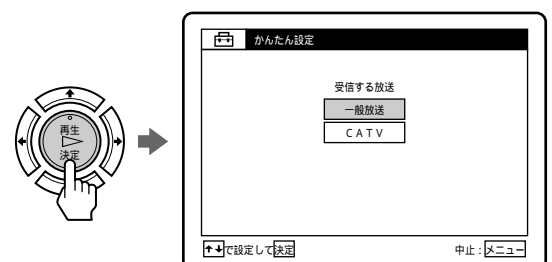 再生
決定
かんたん設定
受信する放送
一般放送
CATV
↑↓で設定して決定
中止:メニュー